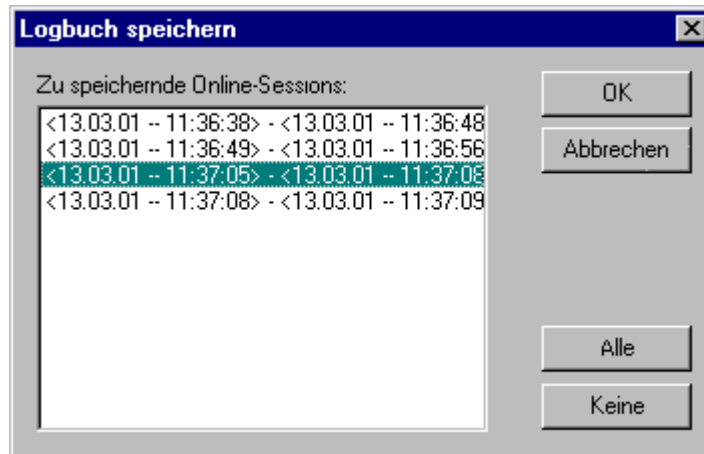 Logbuch speichern
Zu speichernde Online-Sessions:
<13.03.01 -- 11:36:38> - <13.03.01 -- 11:36:48
<13.03.01 -- 11:36:49> - <13.03.01 -- 11:36:56
<13.03.01 -- 11:37:05> - <13.03.01 -- 11:37:08
<13.03.01 -- 11:37:08> - <13.03.01 -- 11:37:09
OK
Abbrechen
Alle
Keine